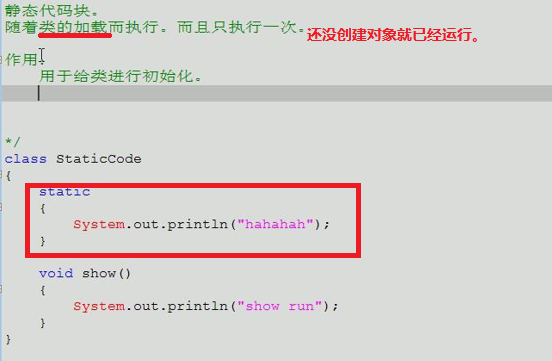 静态代码块。
随着类的加载而执行。而且只执行一次。还没创建对象就已经运行。
作用:
用于给类进行初始化。
*/
class StaticCode
{
static
{
System.out.println("hahahah");
}
void show()
{
System.out.println("show run");
}
}